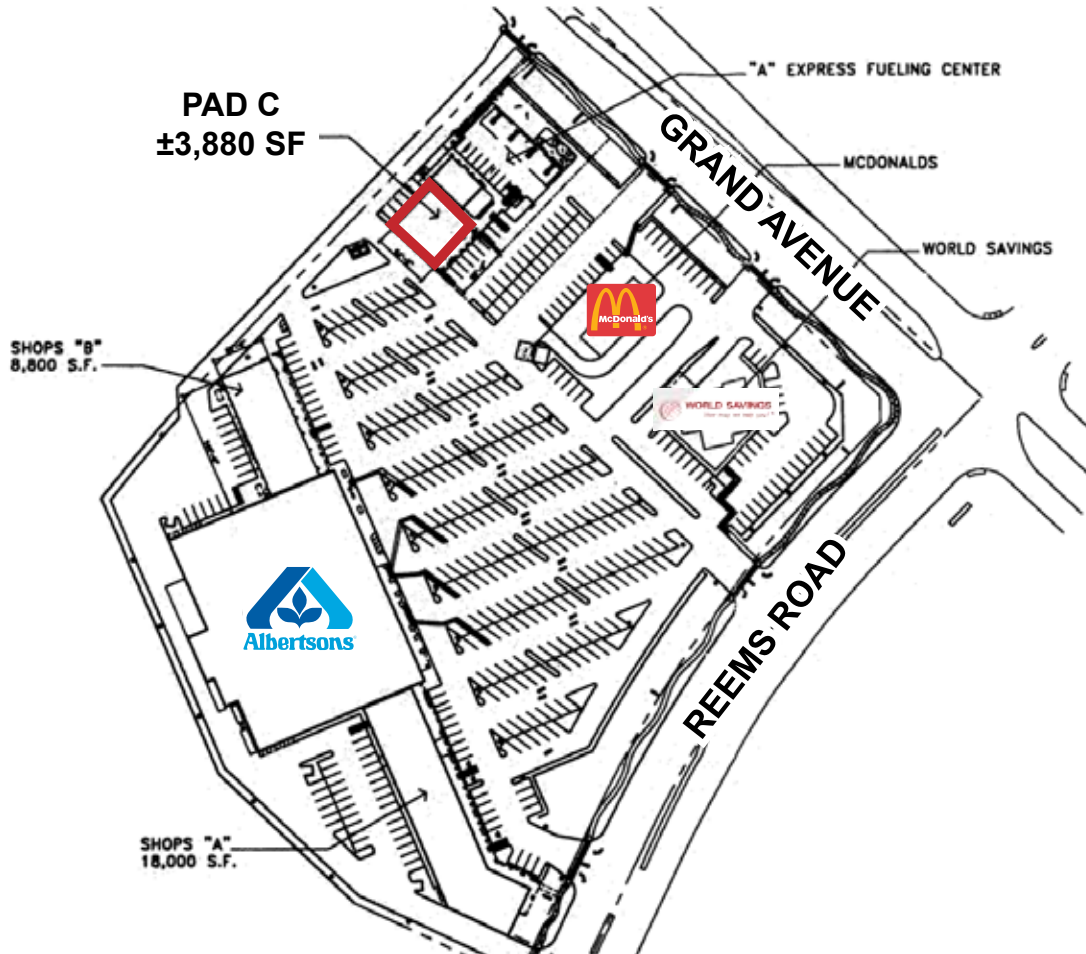 "A" EXPRESS FUELING CENTER
PAD C
±3,880 SF
GRAND AVENUE
MCDONALDS
WORLD SAVINGS
McDonald's
SHOPS "B"
8,800 S.F.
WORLD SAVINGS
Albertsons
REEMS ROAD
SHOPS "A"
18,000 S.F.